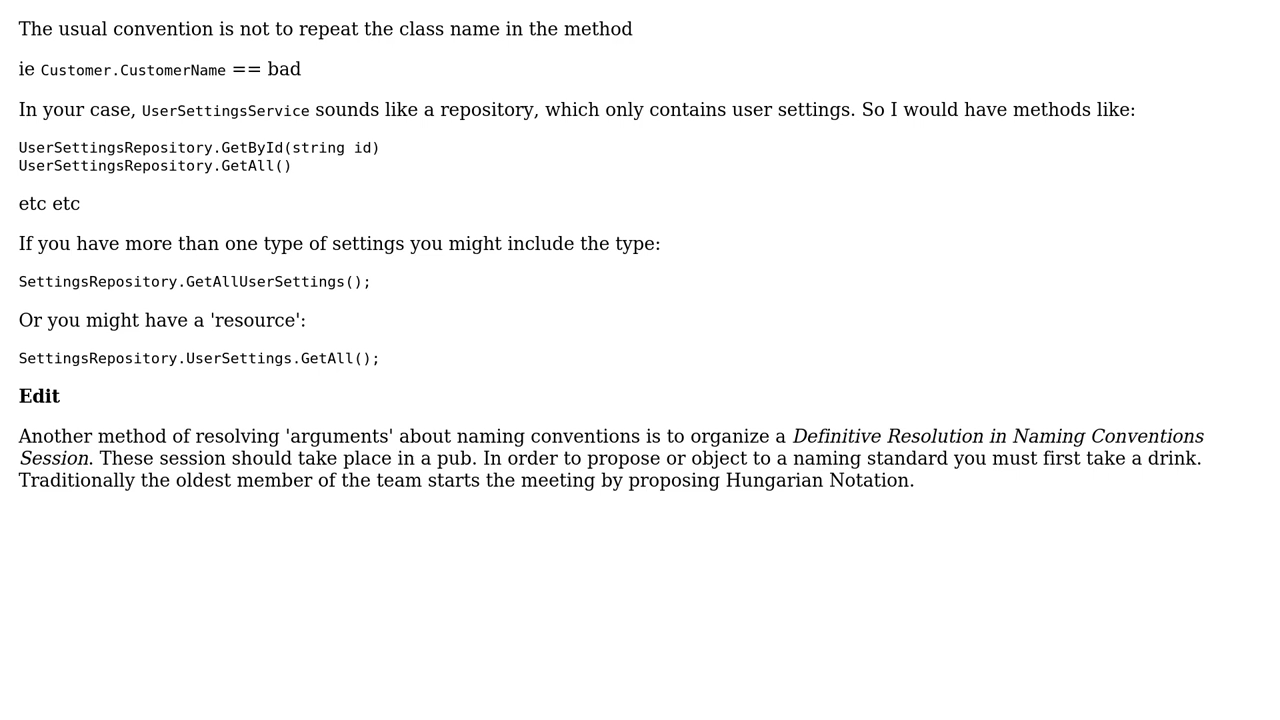 The usual convention is not to repeat the class name in the method
ie Customer.CustomerName == bad
In your case, UserSettingsService sounds like a repository, which only contains user settings. So I would have methods like:
UserSettingsRepository.GetById(string id)
UserSettingsRepository.GetAll()
etc etc
If you have more than one type of settings you might include the type:
SettingsRepository.GetAllUserSettings();
Or you might have a 'resource':
SettingsRepository.UserSettings.GetAll();
Edit
Another method of resolving 'arguments' about naming conventions is to organize a Definitive Resolution in Naming Conventions
Session. These session should take place in a pub. In order to propose or object to a naming standard you must first take a drink.
Traditionally the oldest member of the team starts the meeting by proposing Hungarian Notation.